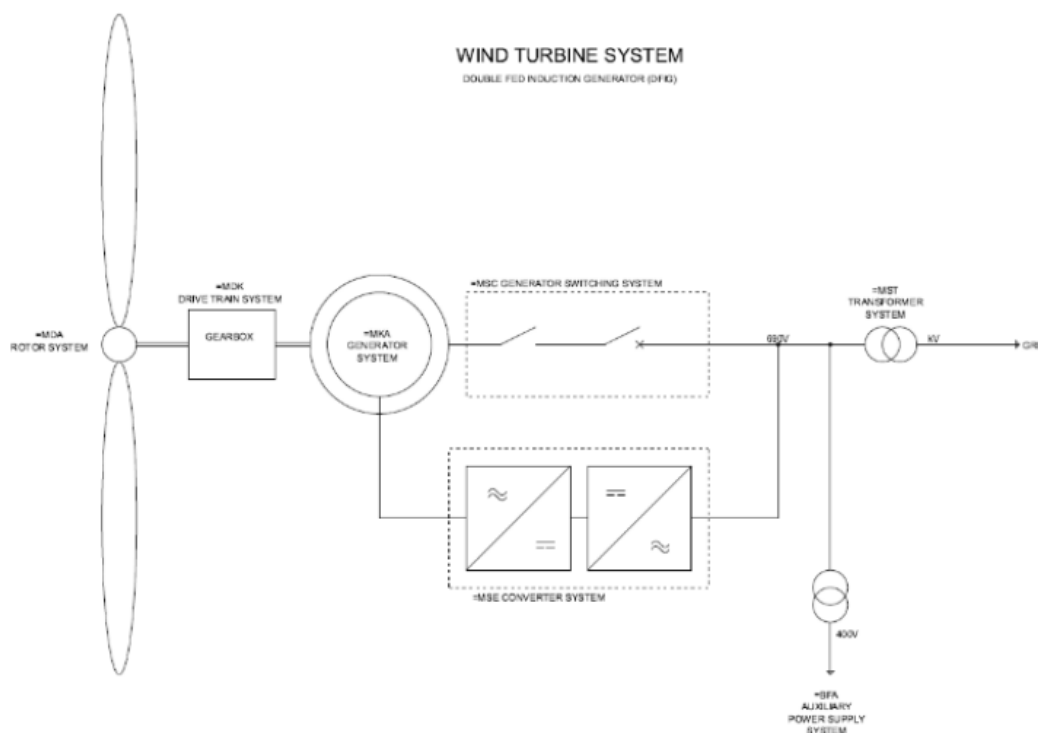 WIND TURBINE SYSTEM
DOUBLE FED INDUCTION GENERATOR (DFIG)
=MDA
ROTOR SYSTEM
=MDK
DRIVE TRAIN SYSTEM
GEARBOX
=MKA
GENERATOR
SYSTEM
=MSC GENERATOR SWITCHING SYSTEM
690V
=MST
TRANSFORMER
SYSTEM
KV
GRI
=MSE CONVERTER SYSTEM
400V
=BFA
AUXILIARY
POWER SUPPLY
SYSTEM